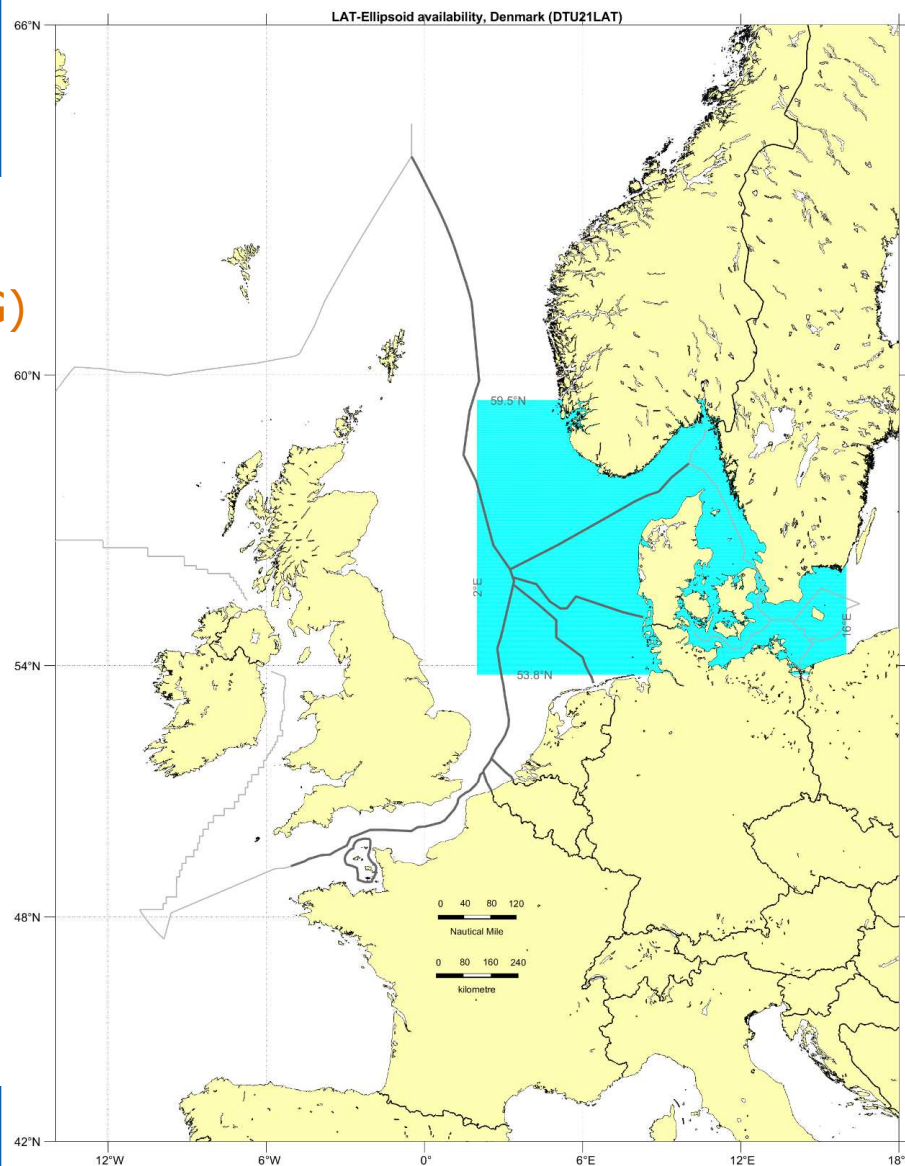 LAT-Ellipsoid availability, Denmark (DTU21LAT)
66°N
)
60°N
59.5°N
2°E
16°E
54°N
53.8°N
0 40 80 120
Nautical Mile
48°N
0 80 160 240
kilometre
42°N
12°W 6°W 0° 6°E 12°E 18°